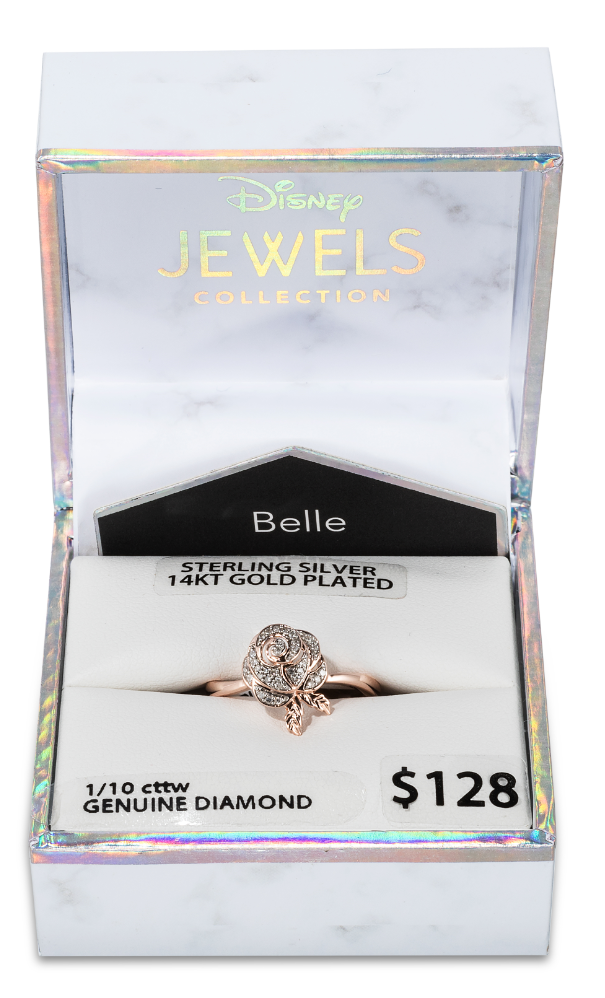 Disney
JEWELS
COLLECTION
Belle
STERLING SILVER
14KT GOLD PLATED
1/10 cttw
GENUINE DIAMOND
$128